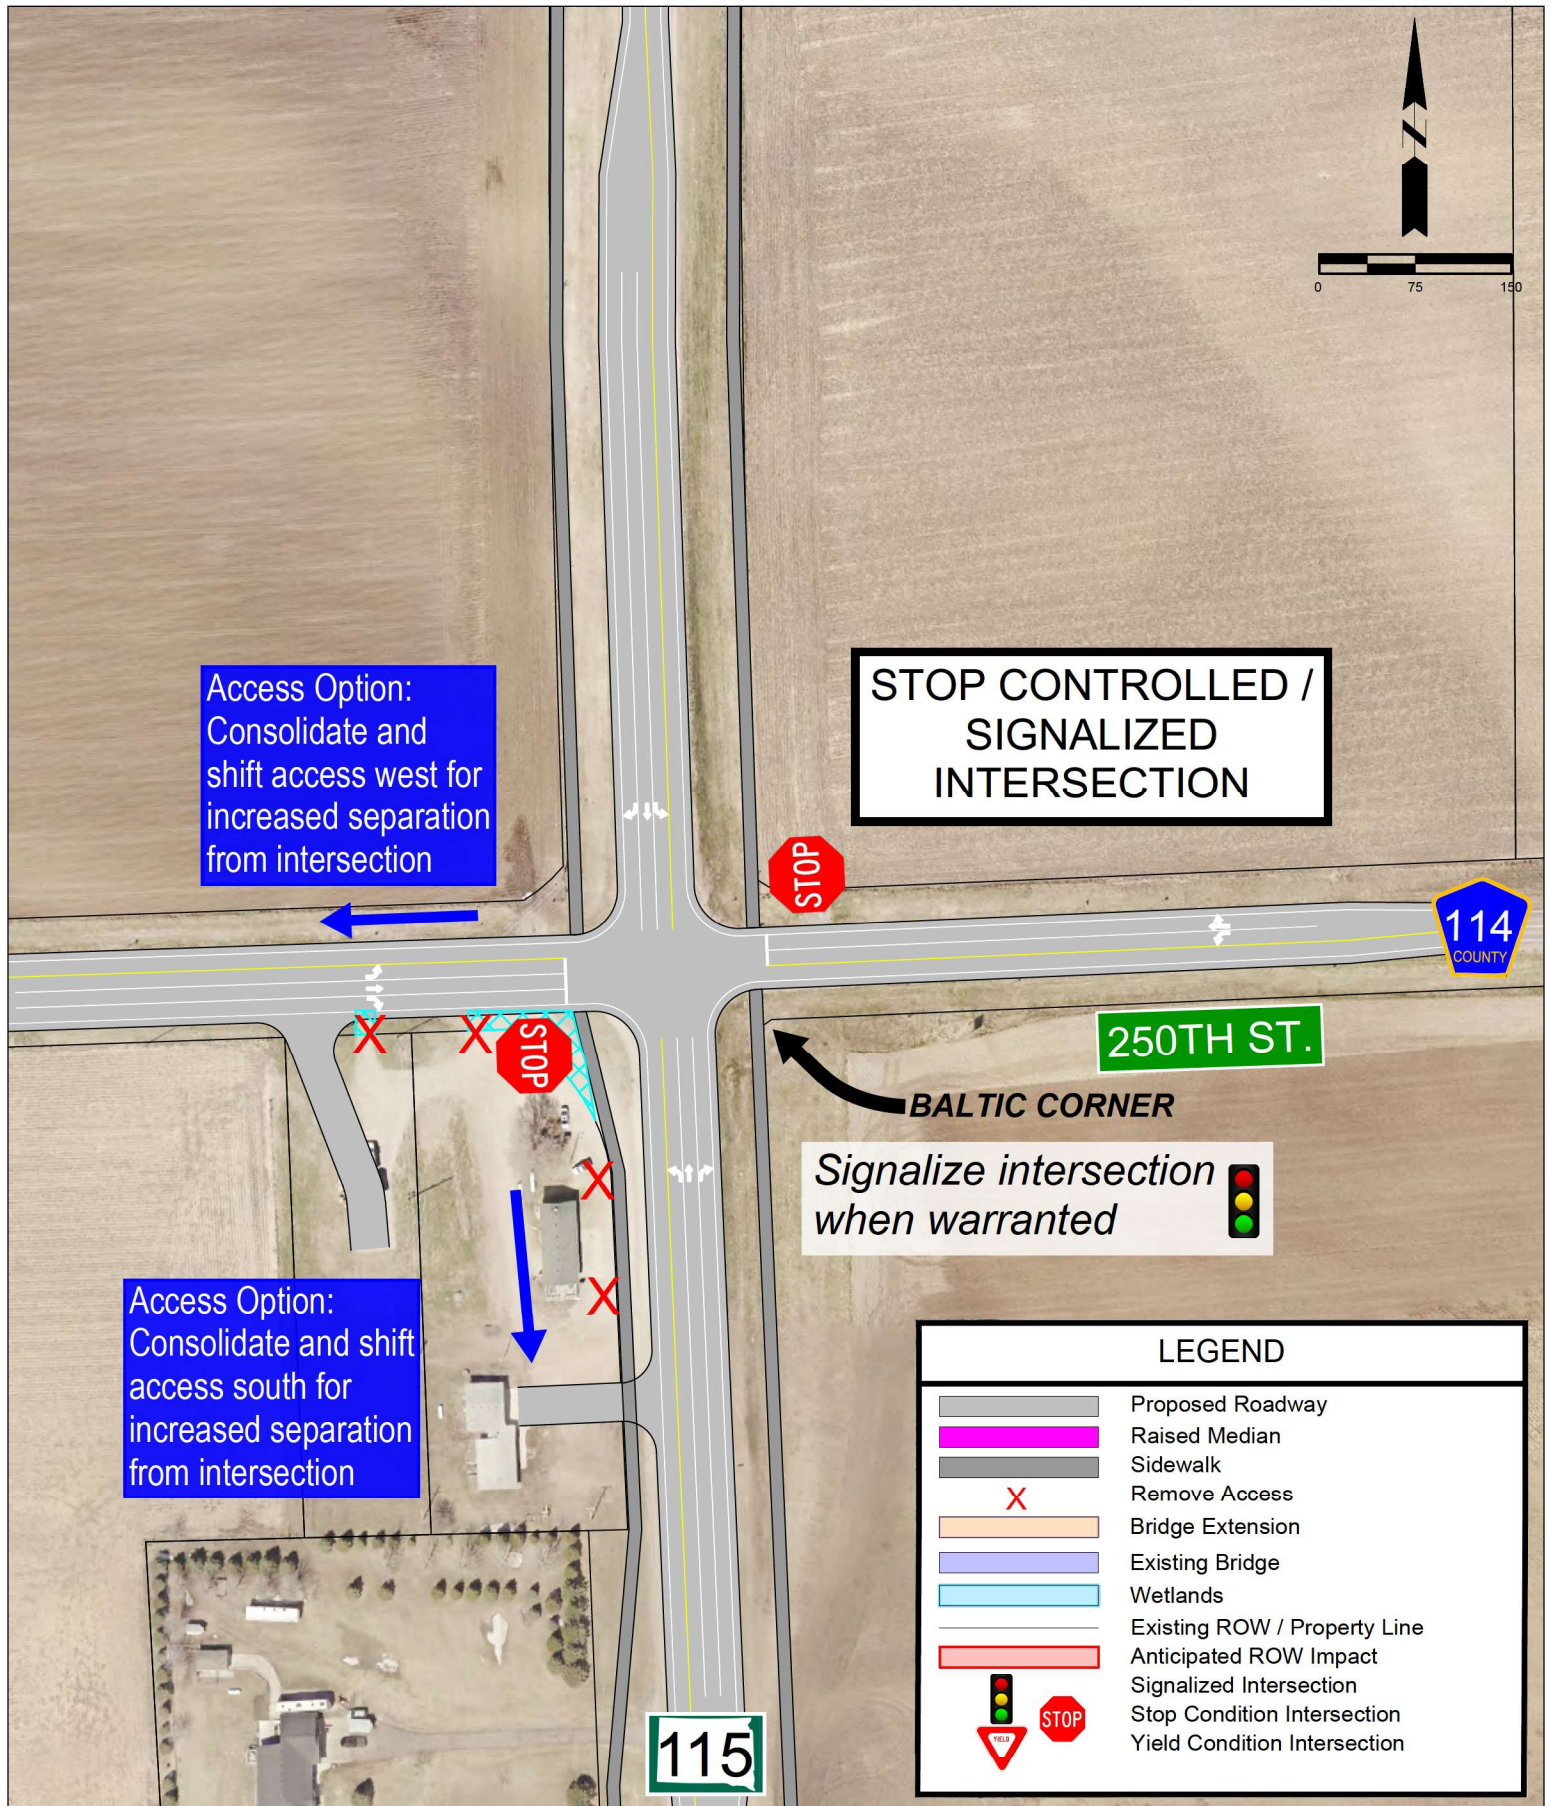 N
0 75 150
Access Option:
Consolidate and
shift access west for
increased separation
from intersection
STOP CONTROLLED /
SIGNALIZED
INTERSECTION
STOP
114
COUNTY
STOP
250TH ST.
BALTIC CORNER
Signalize intersection
when warranted
Access Option:
Consolidate and shift
access south for
increased separation
from intersection
115
LEGEND
Proposed Roadway
Raised Median
Sidewalk
X Remove Access
Bridge Extension
Existing Bridge
Wetlands
Existing ROW / Property Line
Anticipated ROW Impact
Signalized Intersection
STOP Stop Condition Intersection
YIELD Yield Condition Intersection
X
X
X
X